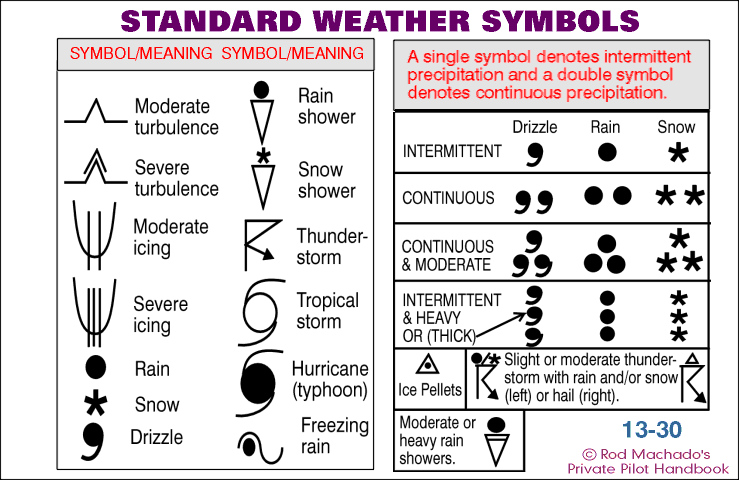 STANDARD WEATHER SYMBOLS
SYMBOL/MEANING SYMBOL/MEANING
Moderate
turbulence
Severe
turbulence
Moderate
icing
Severe
icing
Rain
Snow
Drizzle
Rain
shower
Snow
shower
Thunder-
storm
Tropical
storm
Hurricane
(typhoon)
Freezing
rain
A single symbol denotes intermittent
precipitation and a double symbol
denotes continuous precipitation.
Drizzle Rain Snow
INTERMITTENT
CONTINUOUS
CONTINUOUS
& MODERATE
INTERMITTENT
& HEAVY
OR (THICK)
Ice Pellets
Slight or moderate thunder-
storm with rain and/or snow
(left) or hail (right).
Moderate or
heavy rain
showers.
13-30
© Rod Machado's
Private Pilot Handbook